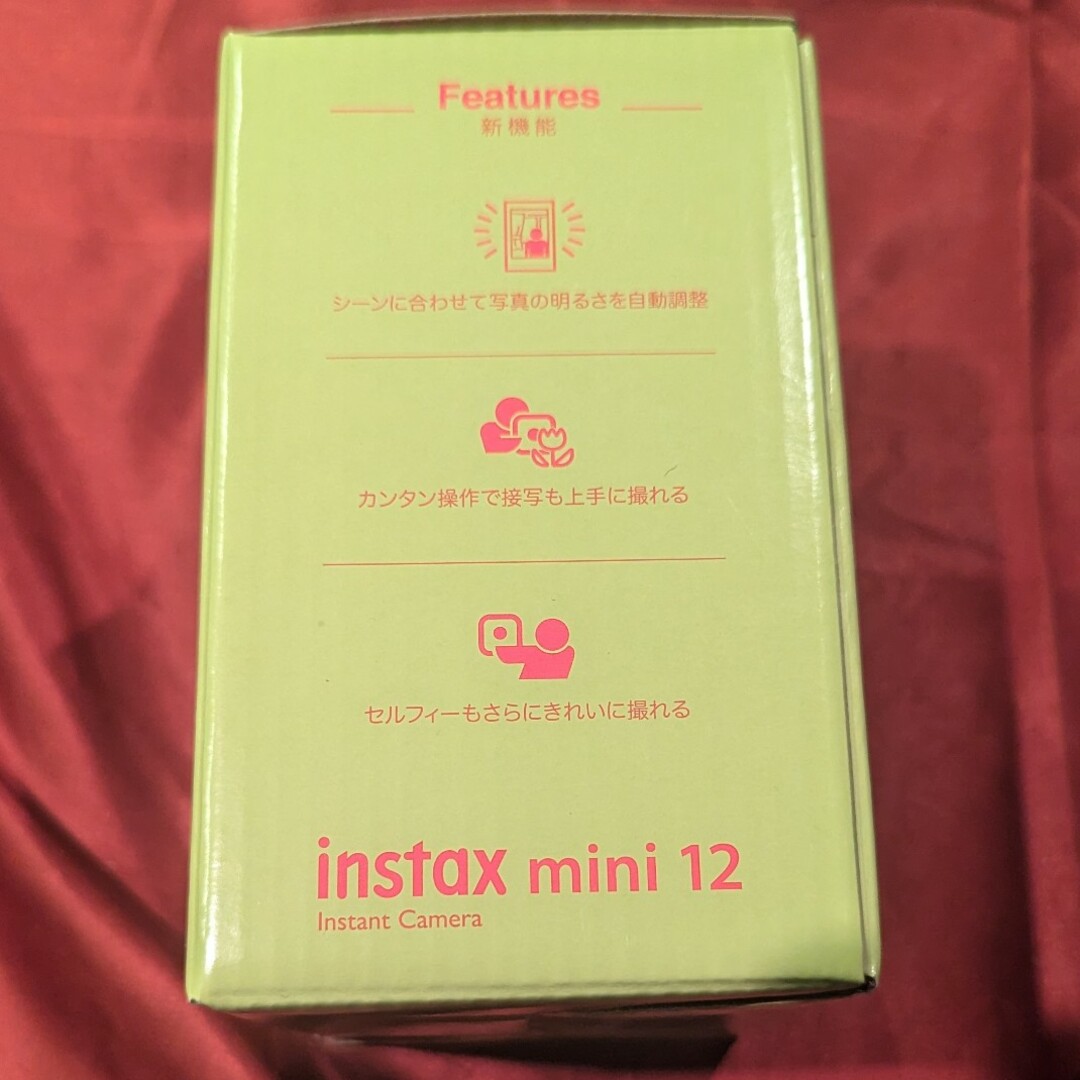 Features
新機能
シーンに合わせて写真の明るさを自動調整
カンタン操作で接写も上手に撮れる
セルフィーもさらにきれいに撮れる
instax mini 12
Instant Camera